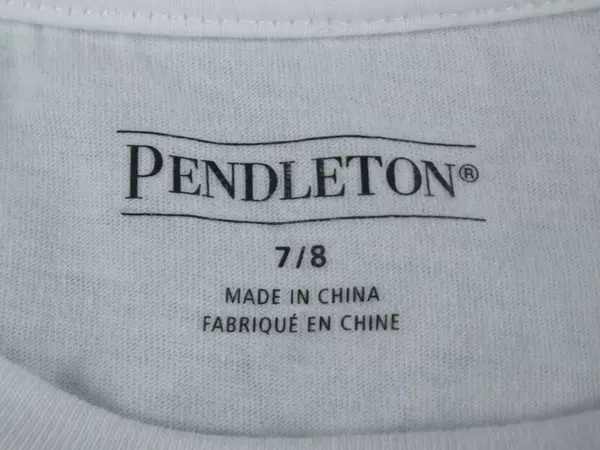 PENDLETON®
7/8
MADE IN CHINA
FABRIQUÉ EN CHINE